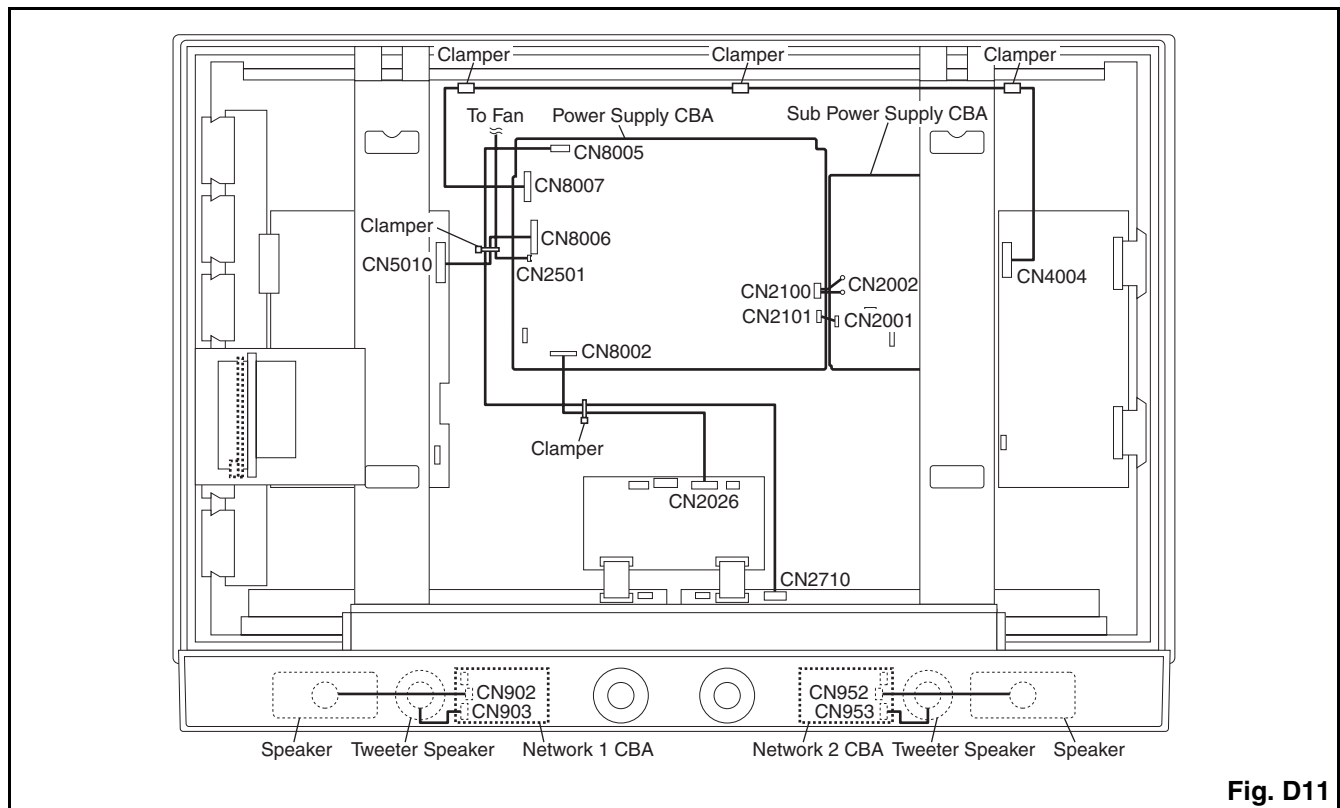 Clamper Clamper Clamper
To Fan Power Supply CBA Sub Power Supply CBA
CN8005
CN8007
Clamper
CN8006
CN5010
CN2501
CN2100
CN2002
CN4004
CN2101
CN2001
CN8002
Clamper
CN2026
CN2710
CN902
CN903
CN952
CN953
Speaker Tweeter Speaker Network 1 CBA Network 2 CBA Tweeter Speaker Speaker
Fig. D11